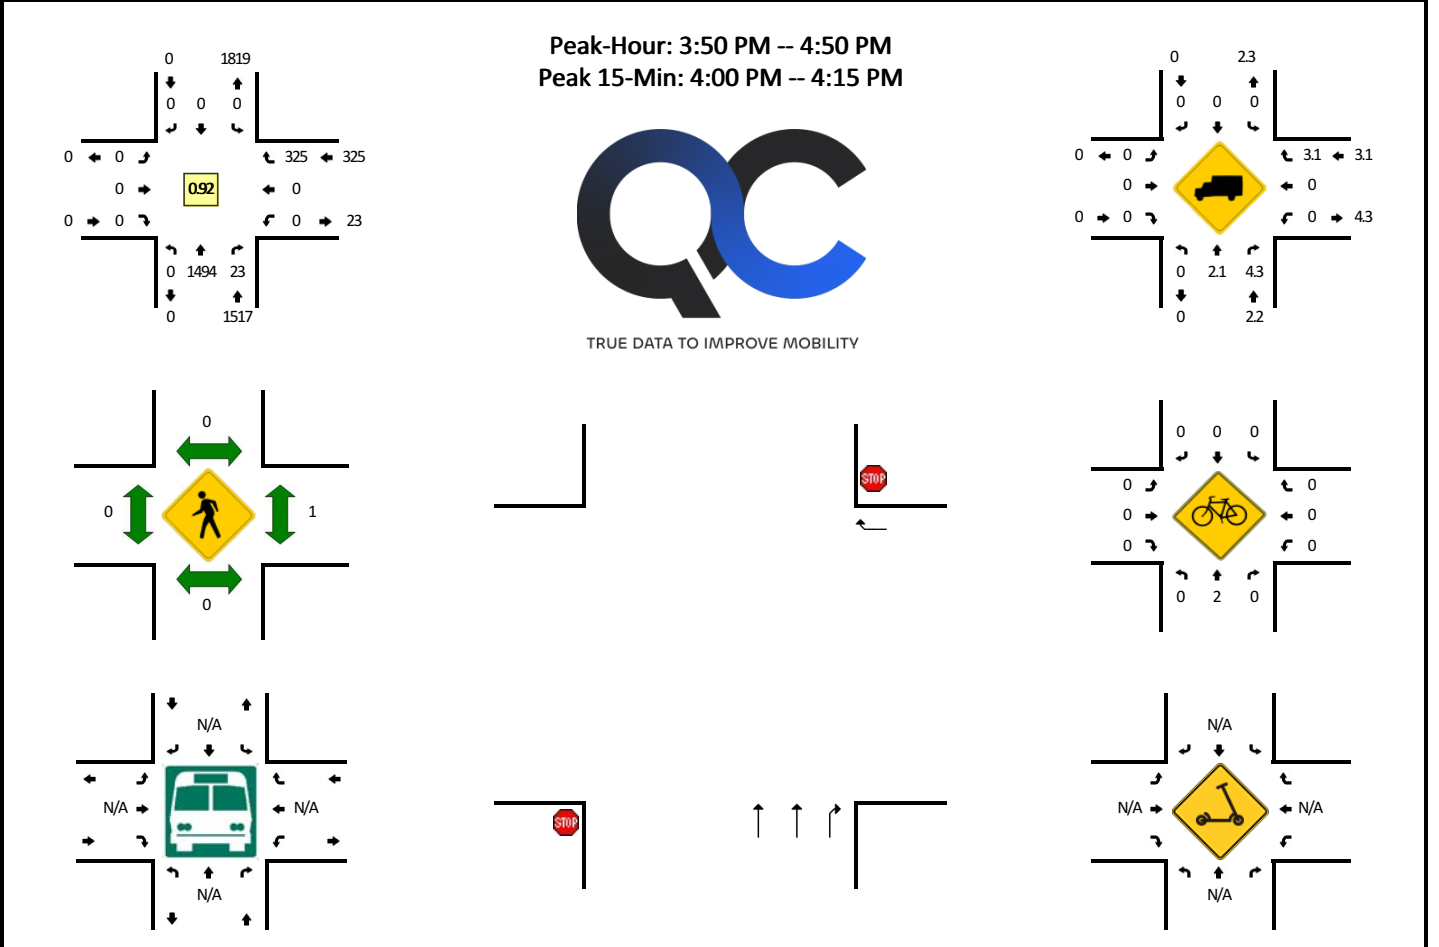 Peak-Hour: 3:50 PM -- 4:50 PM
Peak 15-Min: 4:00 PM -- 4:15 PM
0 1819
0 0 0
0 0 325 325
0 0.92 0
0 0 0 23
0 1494 23
0 1517
QC
TRUE DATA TO IMPROVE MOBILITY
0 2.3
0 0 0
0 0 3.1 3.1
0 0
0 0 0 4.3
0 2.1 4.3
0 2.2
0
0 1
0
STOP
STOP
0 0 0
0 0
0 0
0 0
0 2 0
N/A
N/A N/A
N/A
N/A
N/A N/A
N/A